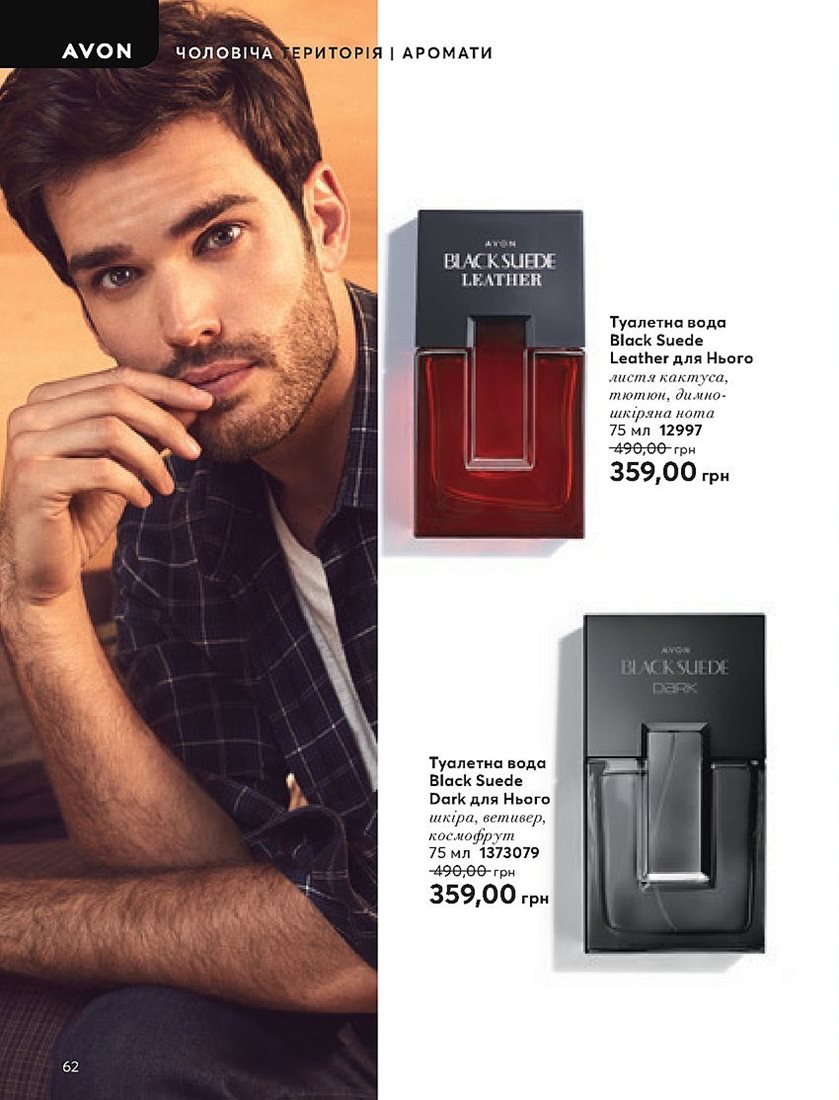 AVON
ЧОЛОВІЧА ТЕРИТОРІЯ | АРОМАТИ
AVON
BLACK SUEDE
LEATHER
Туалетна вода
Black Suede
Leather для Нього
листя кактуса,
тютюн, димно-
шкіряна нота
75 мл 12997
490,00 грн
359,00 грн
AVON
BLACK SUEDE
DARK
Туалетна вода
Black Suede
Dark для Нього
шкіра, ветивер,
космофрут
75 мл 1373079
490,00 грн
359,00 грн
62